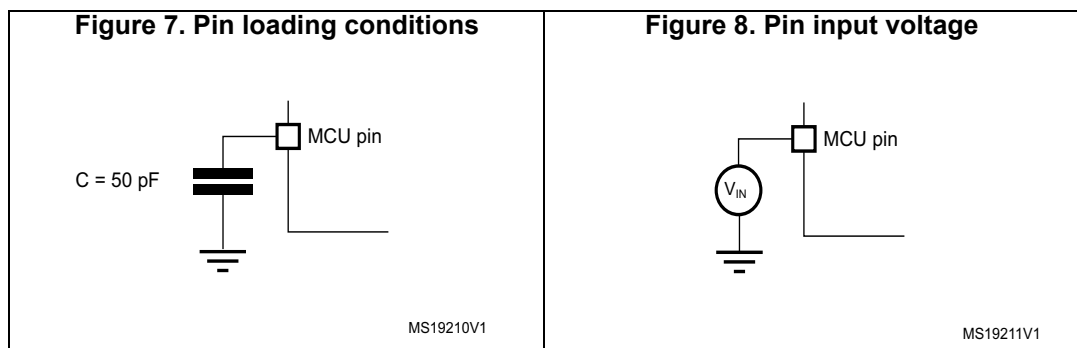 Figure 7. Pin loading conditions
MCU pin
C = 50 pF
MS19210V1
Figure 8. Pin input voltage
MCU pin
VIN
MS19211V1